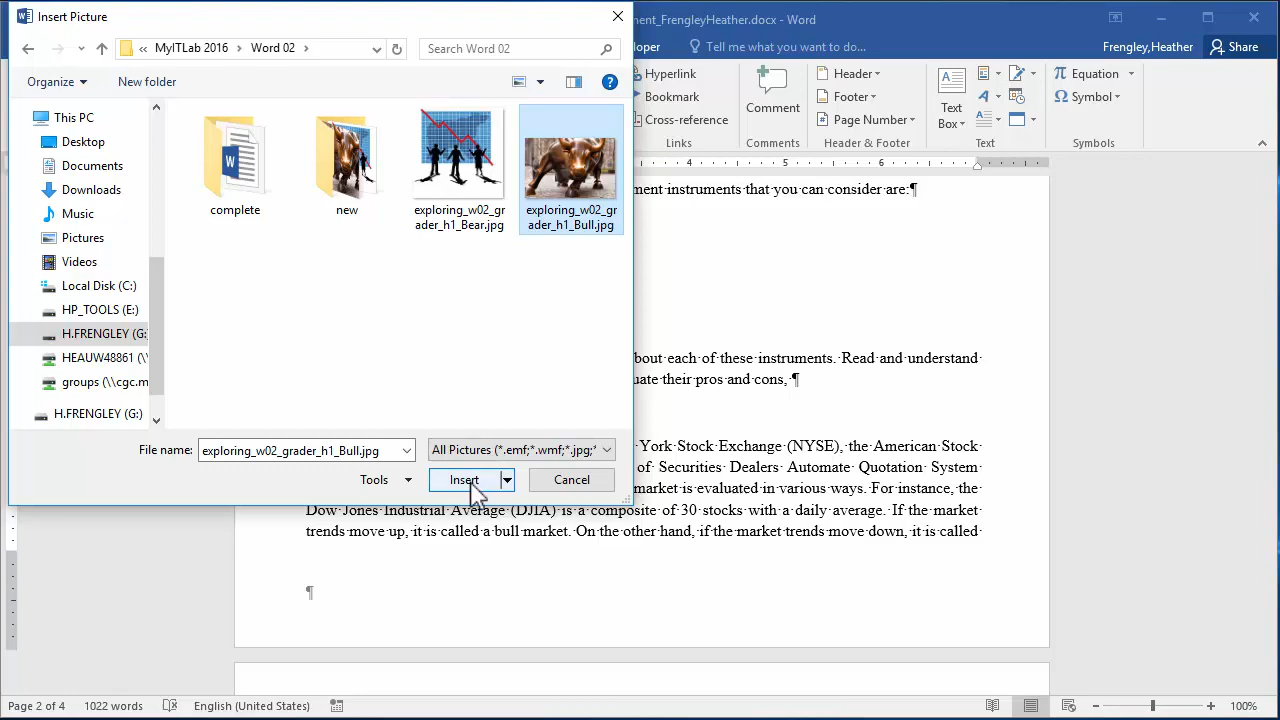 Insert Picture
MyITLab 2016
Word 02
Search Word 02
Organize
New folder
This PC
Desktop
Documents
Downloads
Music
Pictures
Videos
Local Disk (C:)
HP_TOOLS (E:)
H.FRENGLEY (G:
HEAUW48861 (\\
groups (\\cgc.m
H.FRENGLEY (G:)
complete
new
exploring_w02_gr
ader_h1_Bear.jpg
exploring_w02_gr
ader_h1_Bull.jpg
File name:
exploring_w02_grader_h1_Bull.jpg
All Pictures (*.emf;*.wmf;*.jpg;*
Tools
Insert
Cancel
ment_FrengleyHeather.docx - Word
loper
Tell me what you want to do...
Frengley,Heather
Share
Hyperlink
Bookmark
Cross-reference
Links
Comment
Comments
Header
Footer
Page Number
Header & Footer
Text
Box
Text
Equation
Symbol
Symbols
4 5 6
ment·instruments·that·you·can·consider·are:¶
bout·each·of·these·instruments.·Read·and·understand·
uate·their·pros·and·cons,·¶
York·Stock·Exchange·(NYSE),·the·American·Stock·
of·Securities·Dealers·Automate·Quotation·System·
market·is·evaluated·in·various·ways.·For·instance,·the·
Dow·Jones·Industrial·Average·(DJIA)·is·a·composite·of·30·stocks·with·a·daily·average.·If·the·market·
trends·move·up,·it·is·called·a·bull·market.·On·the·other·hand,·if·the·market·trends·move·down,·it·is·called·
¶
Page 2 of 4
1022 words
English (United States)
100%